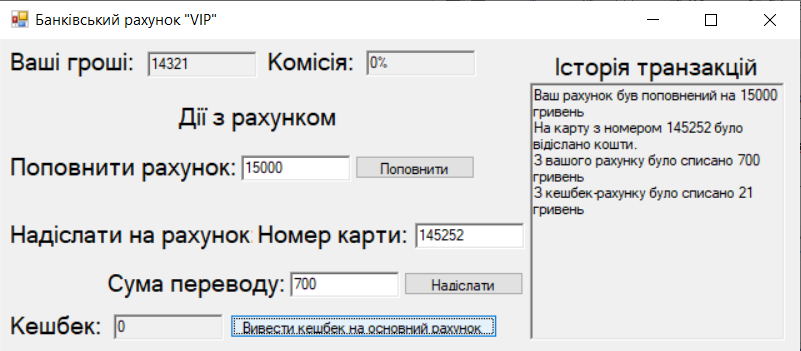 Банківський рахунок "VIP"
Ваші гроші: 14321 Комісія: 0%
Дії з рахунком
Поповнити рахунок: 15000 Поповнити
Надіслати на рахунок Номер карти: 145252
Сума переводу: 700 Надіслати
Кешбек: 0 Вивести кешбек на основний рахунок
Історія транзакцій
Ваш рахунок був поповнений на 15000
гривень
На карту з номером 145252 було
відіслано кошти.
З вашого рахунку було списано 700
гривень
З кешбек-рахунку було списано 21
гривень